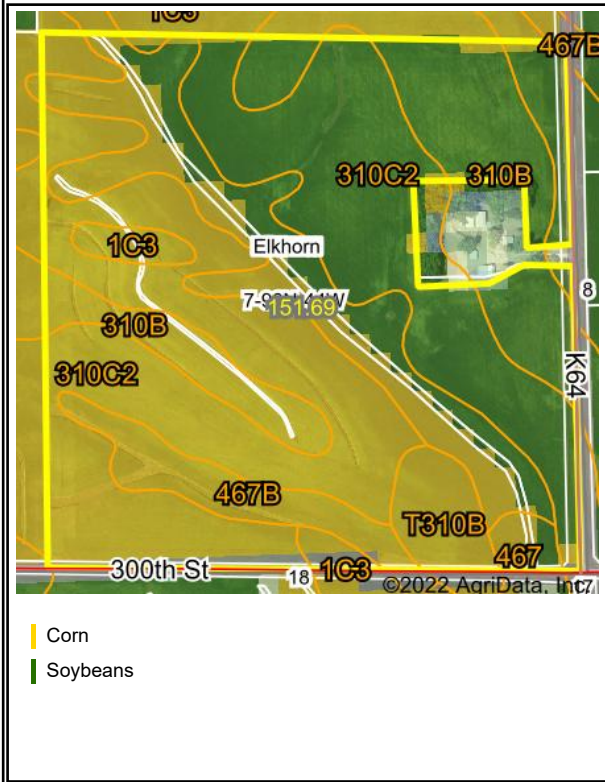 1C3
467B
310C2
310B
Elkhorn
1C3
151.69
8
310B
310C2
K64
467B
T310B
467
300th St
18
1C3
©2022 AgriData, Inc.
17
Corn
Soybeans